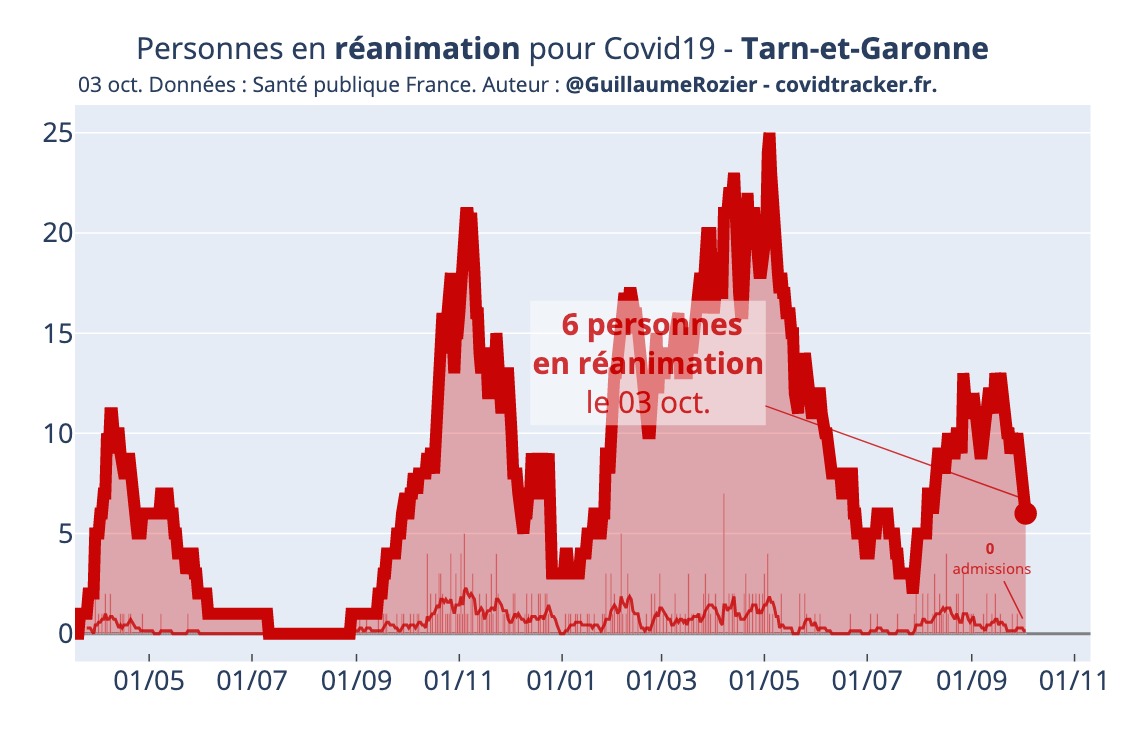 Personnes en réanimation pour Covid19 - Tarn-et-Garonne
03 oct. Données : Santé publique France. Auteur : @GuillaumeRozier - covidtracker.fr.
25
20
15
10
5
0
6 personnes
en réanimation
le 03 oct.
0
admissions
01/05
01/07
01/09
01/11
01/01
01/03
01/05
01/07
01/09
01/11